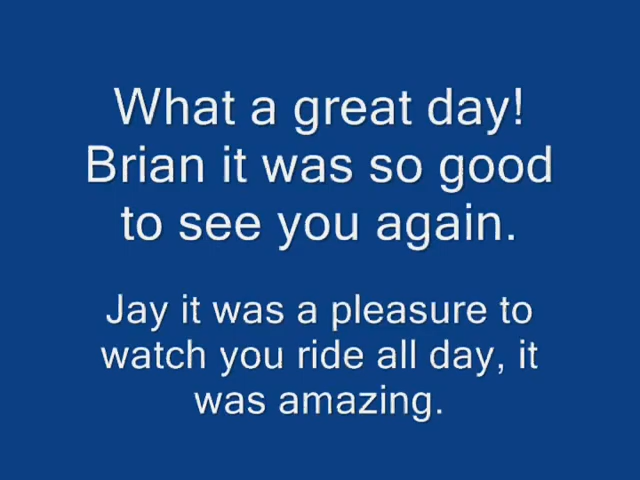 What a great day!
Brian it was so good
to see you again.
Jay it was a pleasure to
watch you ride all day, it
was amazing.